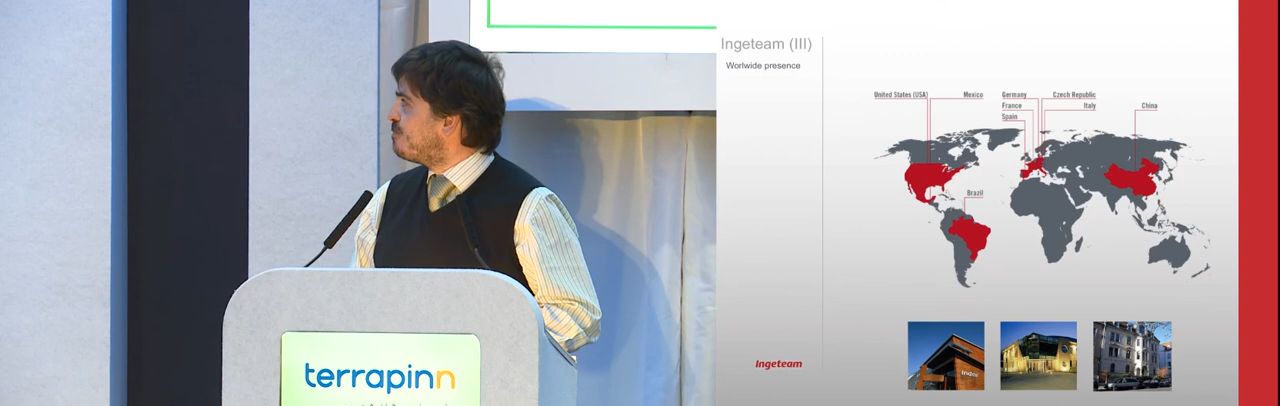 terrapinn
Ingeteam (III)
Worlwide presence
United States (USA)
Mexico
Germany
Czech Republic
France
Italy
Spain
China
Brazil
Ingeteam